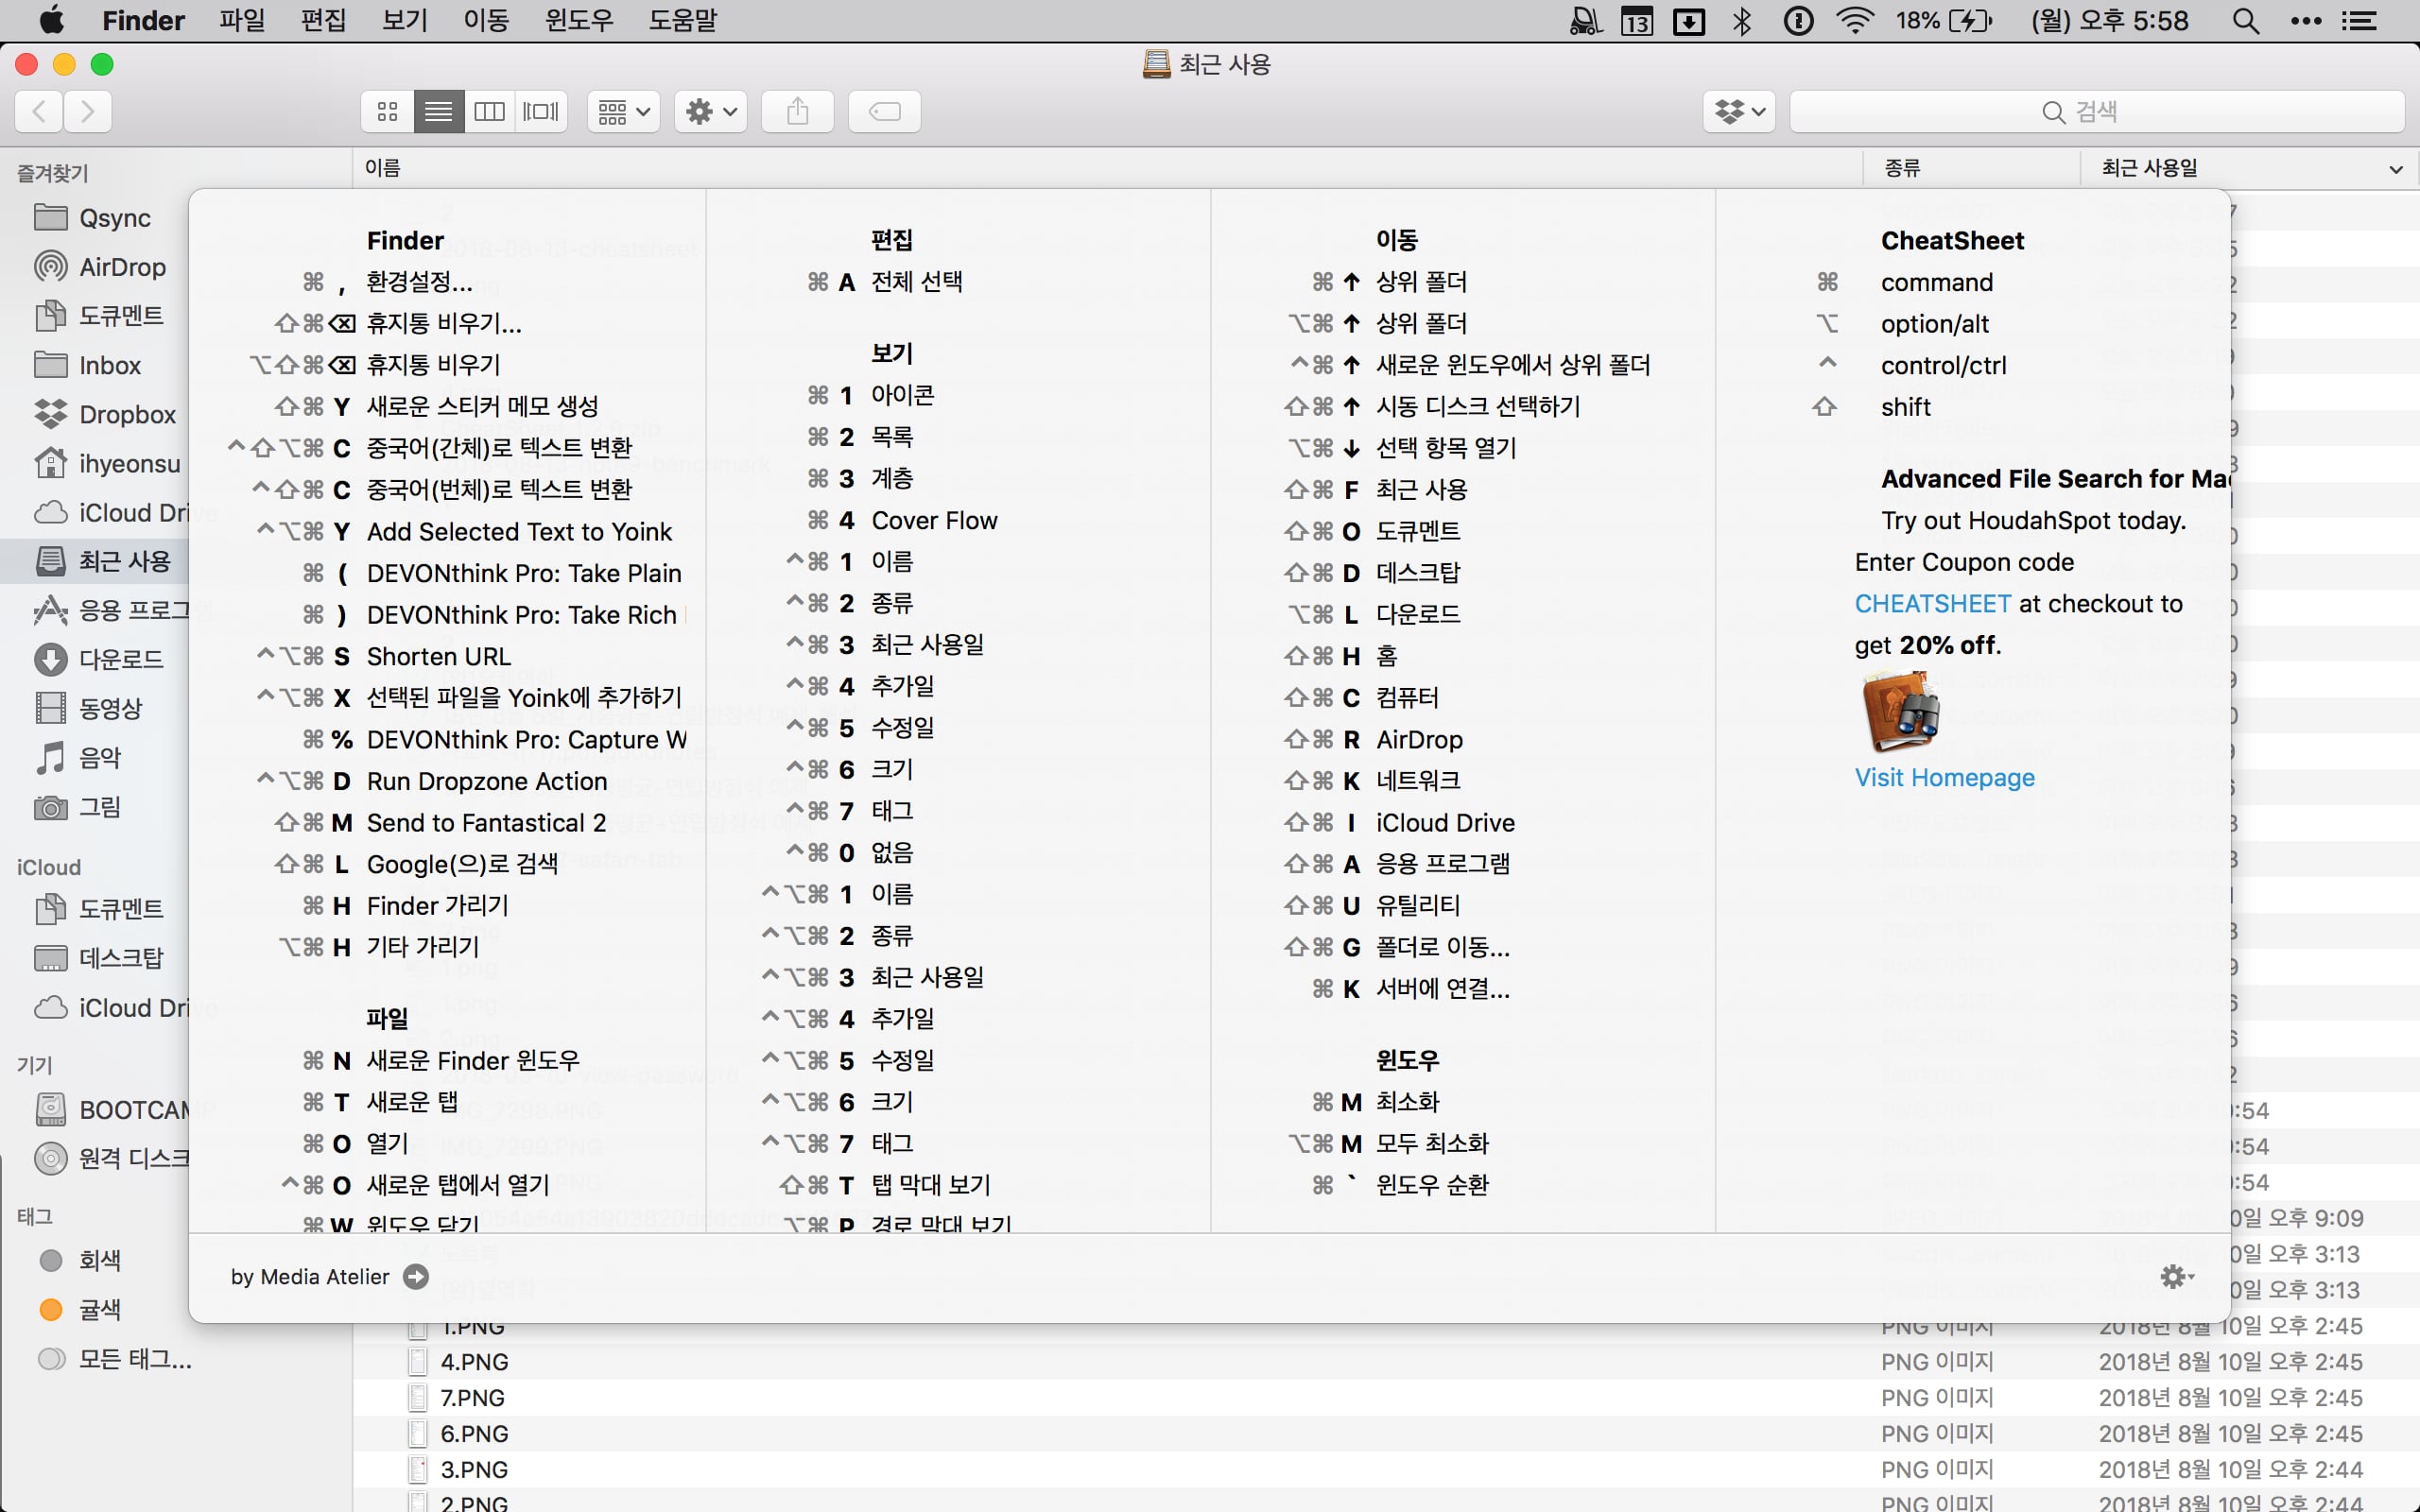 Finder 파일 편집 보기 이동 윈도우 도움말 13 18% (월) 오후 5:58
최근 사용
검색
즐겨찾기
Qsync
AirDrop
도큐멘트
Inbox
Dropbox
ihyeonsu
iCloud Drive
최근 사용
응용 프로그램
다운로드
동영상
음악
그림
iCloud
도큐멘트
데스크탑
iCloud Drive
기기
BOOTCAMP
원격 디스크
태그
회색
귤색
모든 태그...
이름 종류 최근 사용일
Finder
⌘ , 환경설정...
⇧⌘⌫ 휴지통 비우기...
⌥⇧⌘⌫ 휴지통 비우기
⇧⌘ Y 새로운 스티커 메모 생성
^⇧⌥⌘ C 중국어(간체)로 텍스트 변환
^⇧⌘ C 중국어(번체)로 텍스트 변환
^⌥⌘ Y Add Selected Text to Yoink
⌘ ( DEVONthink Pro: Take Plain
⌘ ) DEVONthink Pro: Take Rich
^⌥⌘ S Shorten URL
^⌥⌘ X 선택된 파일을 Yoink에 추가하기
⌘ % DEVONthink Pro: Capture W
^⌥⌘ D Run Dropzone Action
⇧⌘ M Send to Fantastical 2
⇧⌘ L Google(으)로 검색
⌘ H Finder 가리기
⌥⌘ H 기타 가리기
파일
⌘ N 새로운 Finder 윈도우
⌘ T 새로운 탭
⌘ O 열기
^⌘ O 새로운 탭에서 열기
⌘ W 윈도우 닫기
편집
⌘ A 전체 선택
보기
⌘ 1 아이콘
⌘ 2 목록
⌘ 3 계층
⌘ 4 Cover Flow
^⌘ 1 이름
^⌘ 2 종류
^⌘ 3 최근 사용일
^⌘ 4 추가일
^⌘ 5 수정일
^⌘ 6 크기
^⌘ 7 태그
^⌘ 0 없음
^⌥⌘ 1 이름
^⌥⌘ 2 종류
^⌥⌘ 3 최근 사용일
^⌥⌘ 4 추가일
^⌥⌘ 5 수정일
^⌥⌘ 6 크기
^⌥⌘ 7 태그
⇧⌘ T 탭 막대 보기
⌥⌘ P 경로 막대 보기
이동
⌘ ↑ 상위 폴더
⌥⌘ ↑ 상위 폴더
^⌘ ↑ 새로운 윈도우에서 상위 폴더
⇧⌘ ↑ 시동 디스크 선택하기
⌥⌘ ↓ 선택 항목 열기
⇧⌘ F 최근 사용
⇧⌘ O 도큐멘트
⇧⌘ D 데스크탑
⌥⌘ L 다운로드
⇧⌘ H 홈
⇧⌘ C 컴퓨터
⇧⌘ R AirDrop
⇧⌘ K 네트워크
⇧⌘ I iCloud Drive
⇧⌘ A 응용 프로그램
⇧⌘ U 유틸리티
⇧⌘ G 폴더로 이동...
⌘ K 서버에 연결...
윈도우
⌘ M 최소화
⌥⌘ M 모두 최소화
⌘ ` 윈도우 순환
CheatSheet
⌘ command
⌥ option/alt
^ control/ctrl
⇧ shift
Advanced File Search for Mac
Try out HoudahSpot today.
Enter Coupon code
CHEATSHEET at checkout to
get 20% off.
Visit Homepage
by Media Atelier
:54
:54
:54
0일 오후 9:09
0일 오후 3:13
0일 오후 3:13
1.PNG PNG 이미지 2018년 8월 10일 오후 2:45
4.PNG PNG 이미지 2018년 8월 10일 오후 2:45
7.PNG PNG 이미지 2018년 8월 10일 오후 2:45
6.PNG PNG 이미지 2018년 8월 10일 오후 2:45
3.PNG PNG 이미지 2018년 8월 10일 오후 2:44
2.PNG PNG 이미지 2018년 8월 10일 오후 2:44